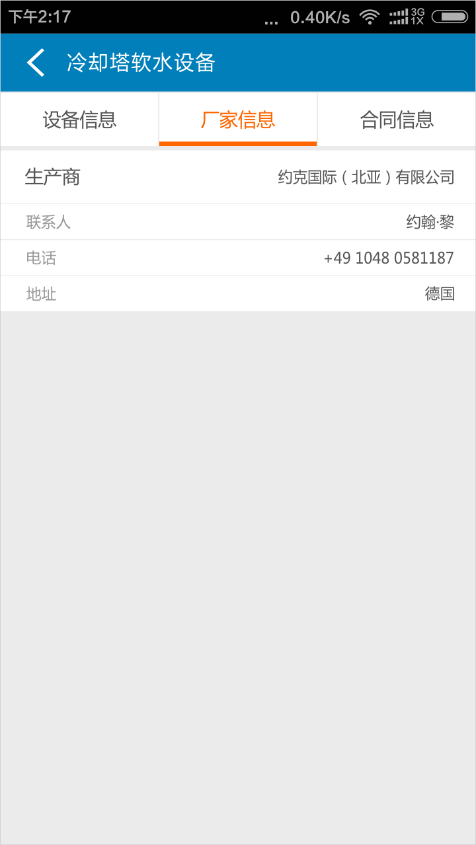 下午2:17 ... 0.40K/s 3G 1X
冷却塔软水设备
设备信息 厂家信息 合同信息
生产商 约克国际（北亚）有限公司
联系人 约翰·黎
电话 +49 1048 0581187
地址 德国